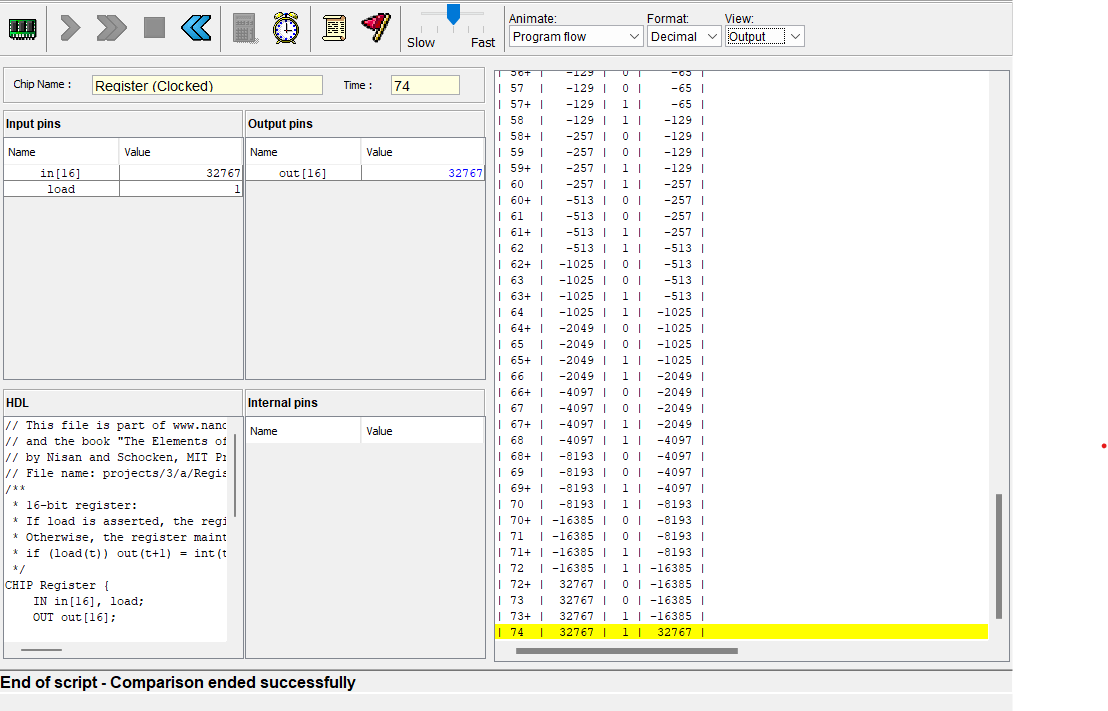 Slow Fast
Animate:
Program flow
Format:
Decimal
View:
Output
Chip Name :
Register (Clocked)
Time :
74
Input pins
Name Value
in[16] 32767
load 1
Output pins
Name Value
out[16] 32767
HDL
// This file is part of www.nand
// and the book "The Elements of
// by Nisan and Schocken, MIT Pr
// File name: projects/3/a/Regis
/**
* 16-bit register:
* If load is asserted, the regi
* Otherwise, the register maint
* if (load(t)) out(t+1) = int(t
*/
CHIP Register {
IN in[16], load;
OUT out[16];
Internal pins
Name Value
| 56+ | -129 | 0 | -65 |
| 57 | -129 | 0 | -65 |
| 57+ | -129 | 1 | -65 |
| 58 | -129 | 1 | -129 |
| 58+ | -257 | 0 | -129 |
| 59 | -257 | 0 | -129 |
| 59+ | -257 | 1 | -129 |
| 60 | -257 | 1 | -257 |
| 60+ | -513 | 0 | -257 |
| 61 | -513 | 0 | -257 |
| 61+ | -513 | 1 | -257 |
| 62 | -513 | 1 | -513 |
| 62+ | -1025 | 0 | -513 |
| 63 | -1025 | 0 | -513 |
| 63+ | -1025 | 1 | -513 |
| 64 | -1025 | 1 | -1025 |
| 64+ | -2049 | 0 | -1025 |
| 65 | -2049 | 0 | -1025 |
| 65+ | -2049 | 1 | -1025 |
| 66 | -2049 | 1 | -2049 |
| 66+ | -4097 | 0 | -2049 |
| 67 | -4097 | 0 | -2049 |
| 67+ | -4097 | 1 | -2049 |
| 68 | -4097 | 1 | -4097 |
| 68+ | -8193 | 0 | -4097 |
| 69 | -8193 | 0 | -4097 |
| 69+ | -8193 | 1 | -4097 |
| 70 | -8193 | 1 | -8193 |
| 70+ | -16385 | 0 | -8193 |
| 71 | -16385 | 0 | -8193 |
| 71+ | -16385 | 1 | -8193 |
| 72 | -16385 | 1 | -16385 |
| 72+ | 32767 | 0 | -16385 |
| 73 | 32767 | 0 | -16385 |
| 73+ | 32767 | 1 | -16385 |
| 74 | 32767 | 1 | 32767 |
End of script - Comparison ended successfully